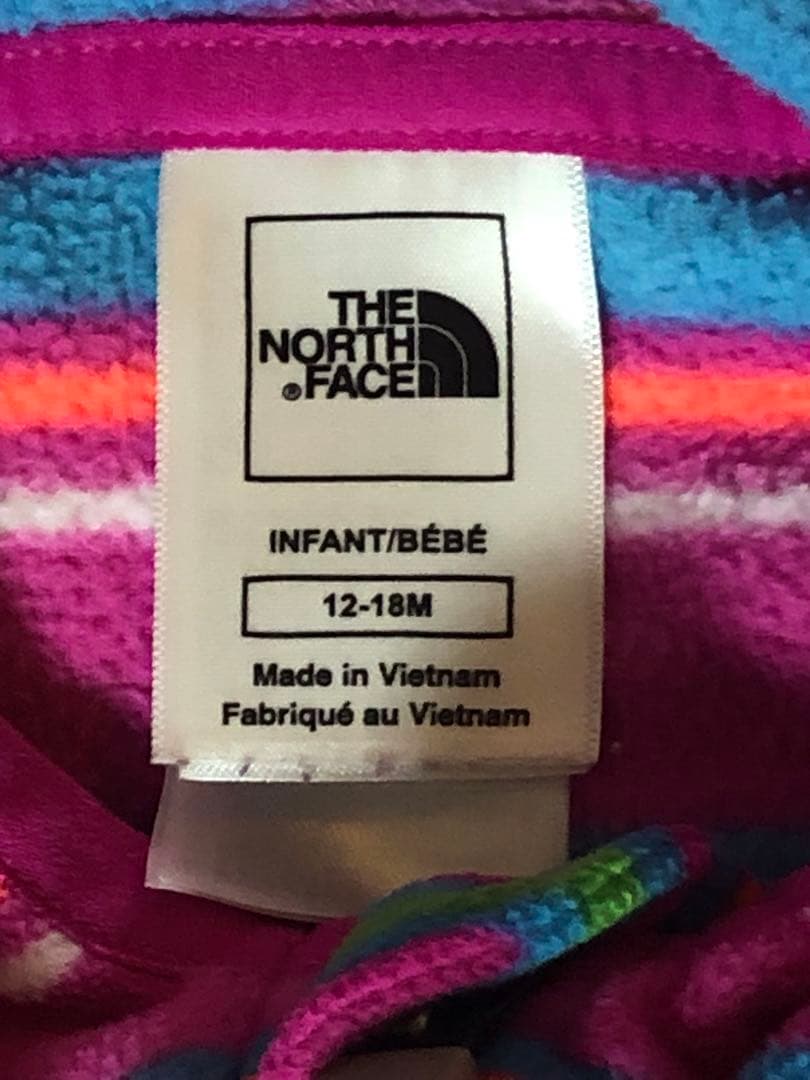 THE
NORTH
®FACE
INFANT/BÉBÉ
12-18M
Made in Vietnam
Fabriqué au Vietnam